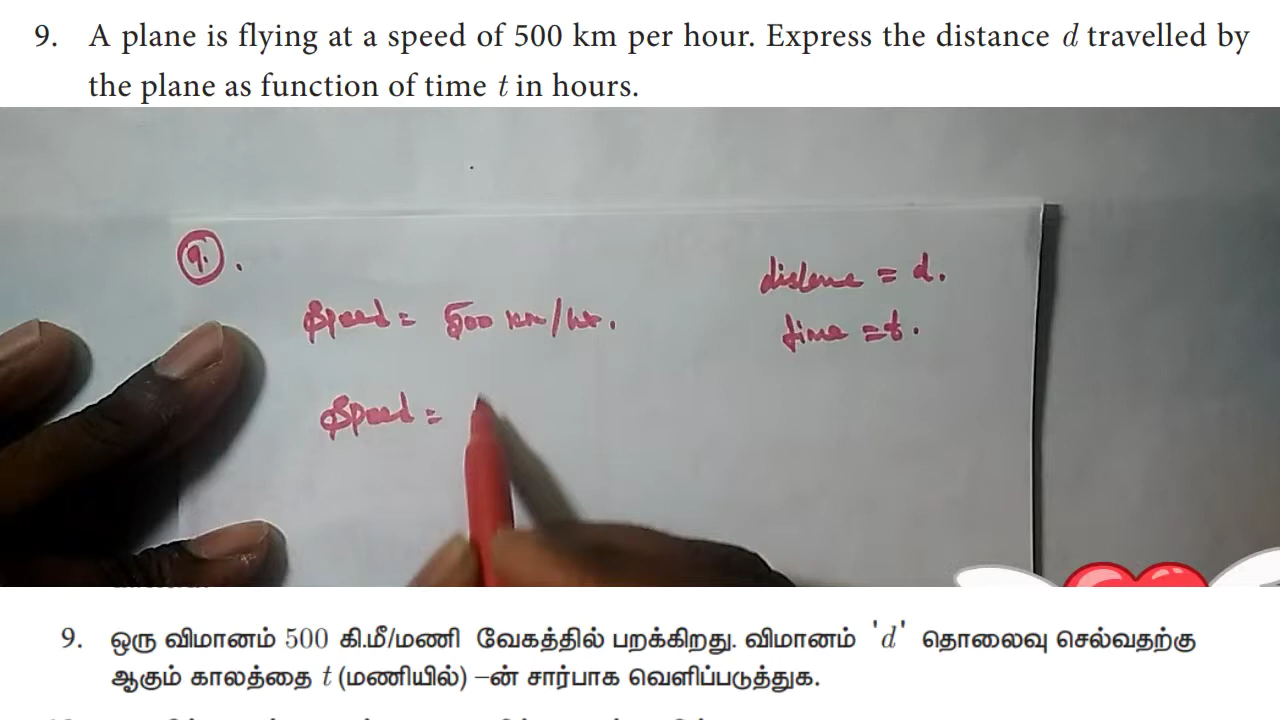 9. A plane is flying at a speed of 500 km per hour. Express the distance d travelled by
the plane as function of time t in hours.
9.
distance = d.
Speed = 500 km/hr.
time = t.
Speed =
9. ஒரு விமானம் 500 கி.மீ/மணி வேகத்தில் பறக்கிறது. விமானம் 'd' தொலைவு செல்வதற்கு
ஆகும் காலத்தை t (மணியில்) –ன் சார்பாக வெளிப்படுத்துக.